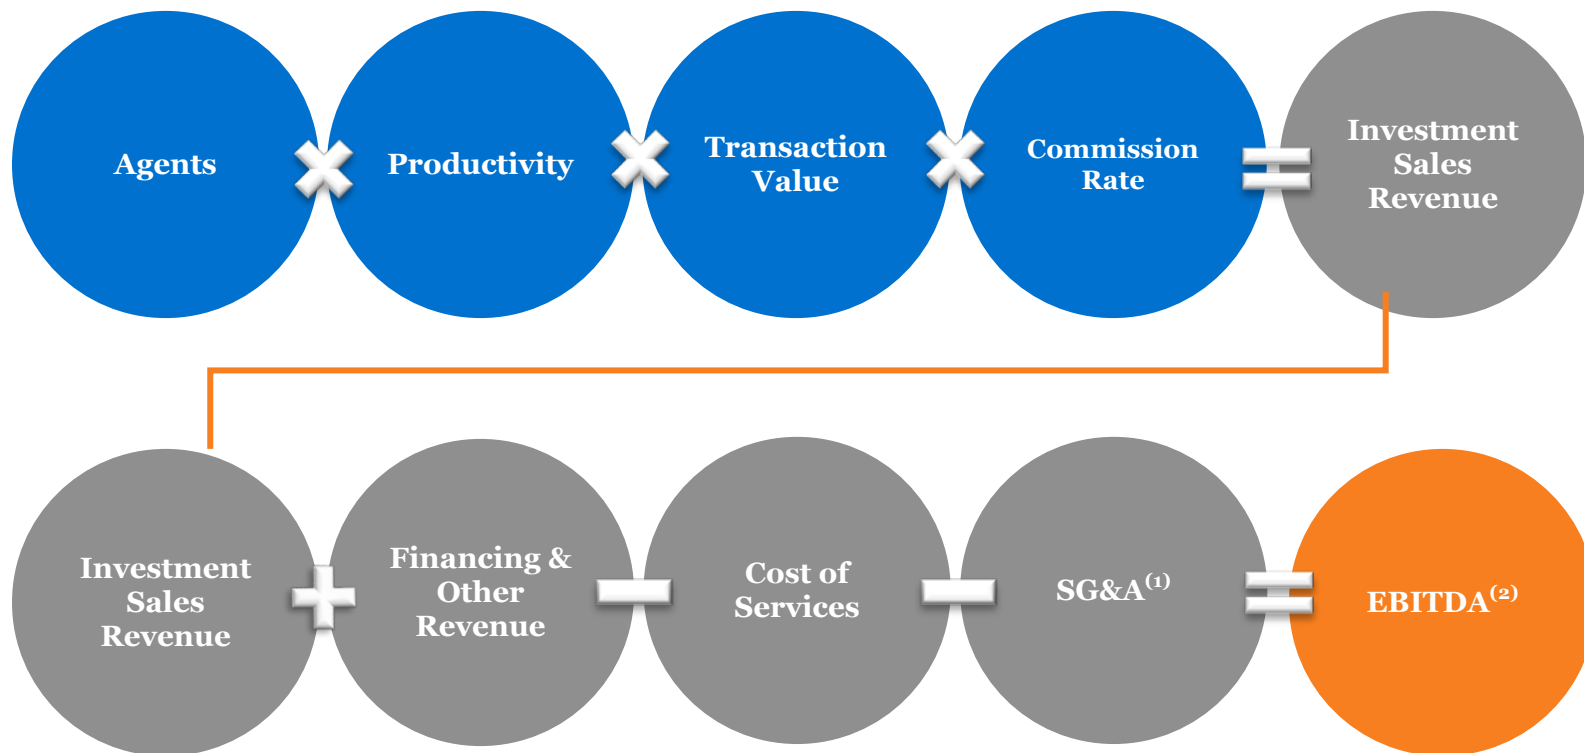 Agents
Productivity
Transaction
Value
Commission
Rate
Investment
Sales
Revenue
Investment
Sales
Revenue
Financing &
Other
Revenue
Cost of
Services
SG&A(1)
EBITDA(2)